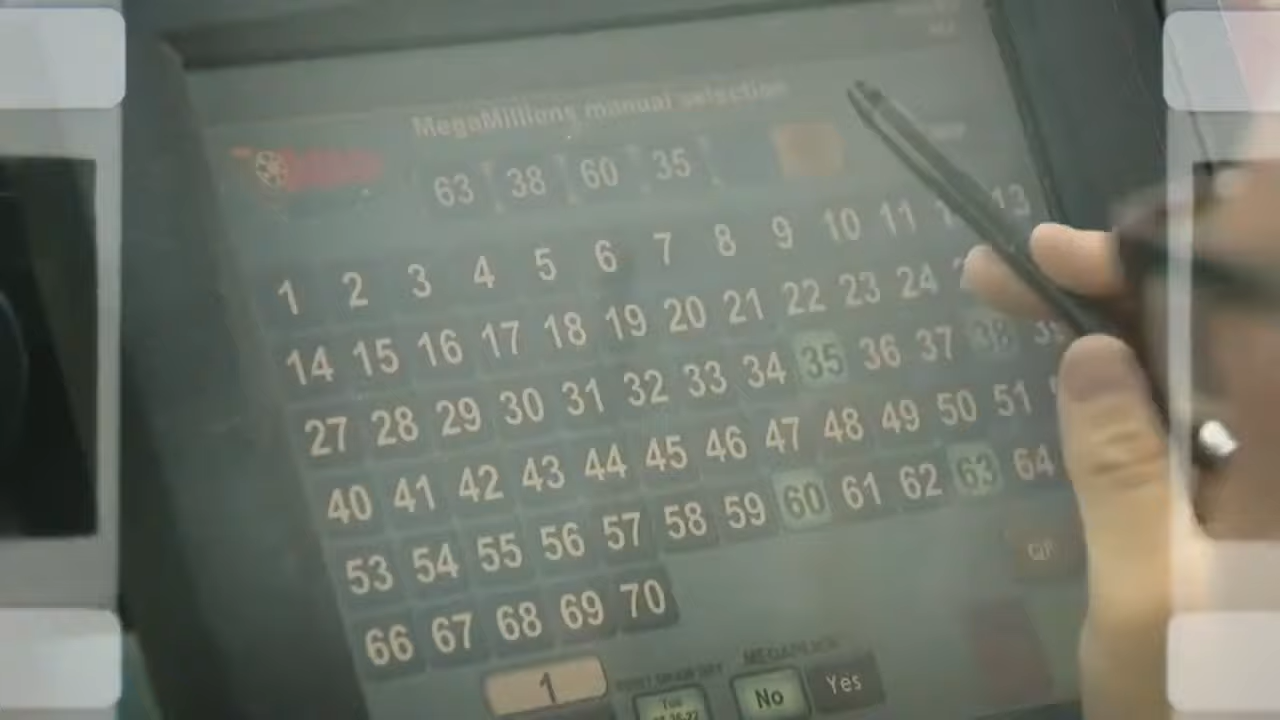 MegaMillions manual selection
63 38 60 35
1 2 3 4 5 6 7 8 9 10 11 13
14 15 16 17 18 19 20 21 22 23 24
27 28 29 30 31 32 33 34 35 36 37 38
40 41 42 43 44 45 46 47 48 49 50 51
53 54 55 56 57 58 59 60 61 62 63 64
66 67 68 69 70
QP
MEGAPLIER
1 No Yes
Tue